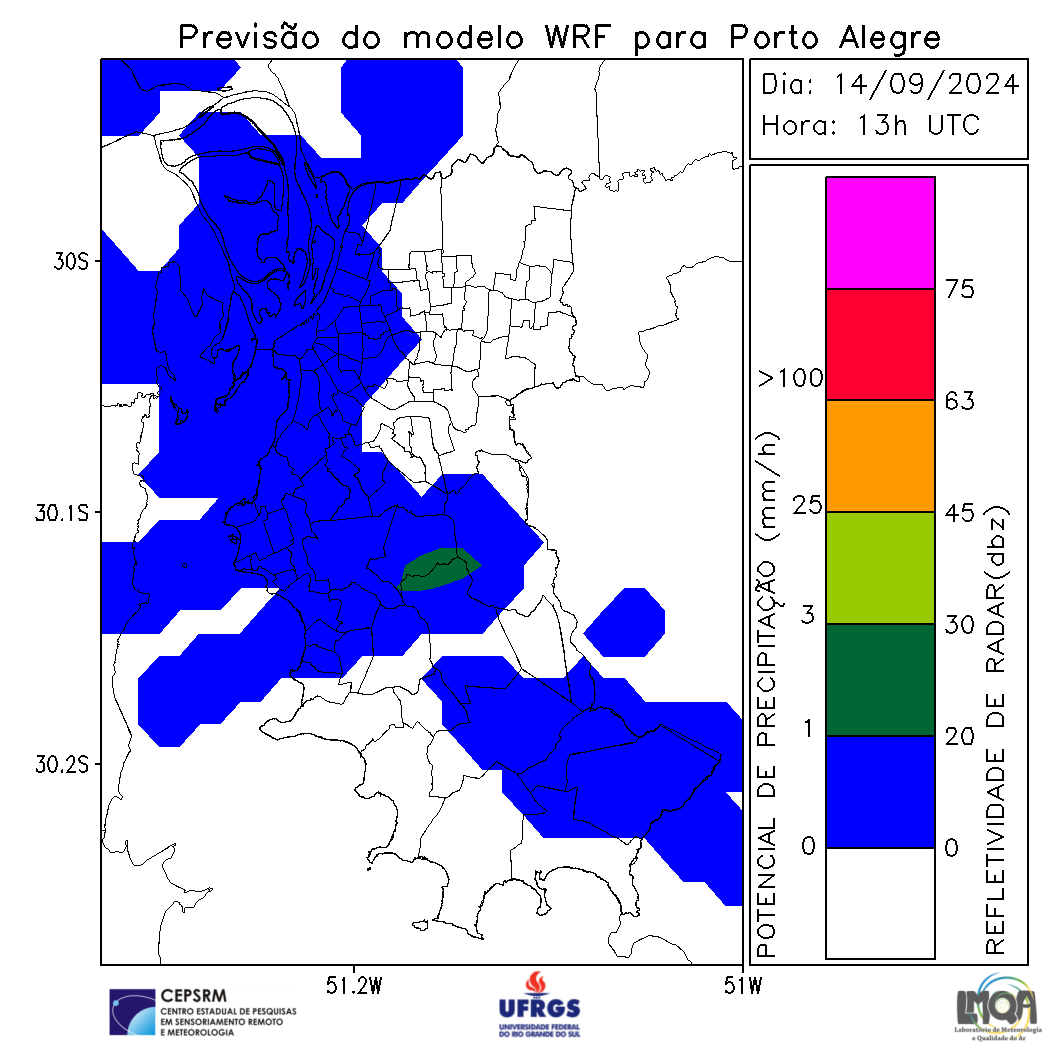 Previsão do modelo WRF para Porto Alegre
Dia: 14/09/2024
Hora: 13h UTC
30S
30.1S
30.2S
51.2W
51W
POTENCIAL DE PRECIPITAÇÃO (mm/h)
>100
25
3
1
0
75
63
45
30
20
0
REFLETIVIDADE DE RADAR(dbz)
CEPSRM
CENTRO ESTADUAL DE PESQUISAS
EM SENSORIAMENTO REMOTO
E METEOROLOGIA
UFRGS
UNIVERSIDADE FEDERAL
DO RIO GRANDE DO SUL
LMQA
Laboratório de Meteorologia
e Qualidade do Ar